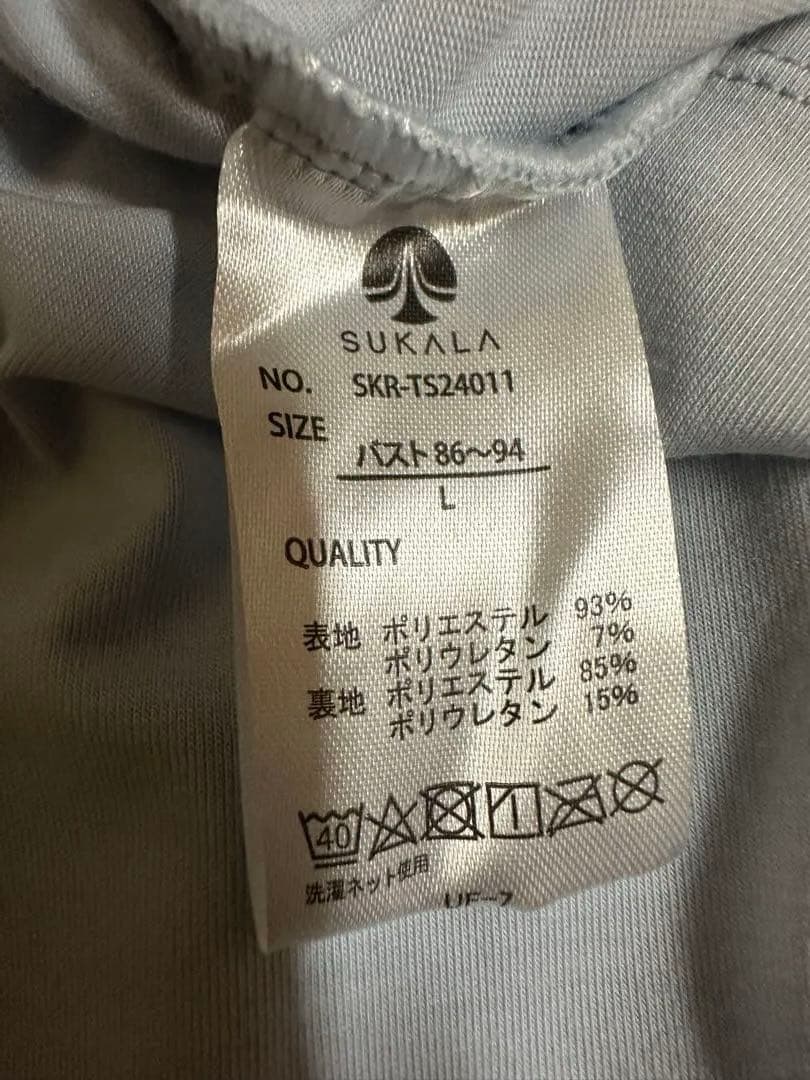 SUKALA
NO. SKR-TS24011
SIZE
バスト86～94
L
QUALITY
表地 ポリエステル 93%
ポリウレタン 7%
裏地 ポリエステル 85%
ポリウレタン 15%
40
洗濯ネット使用